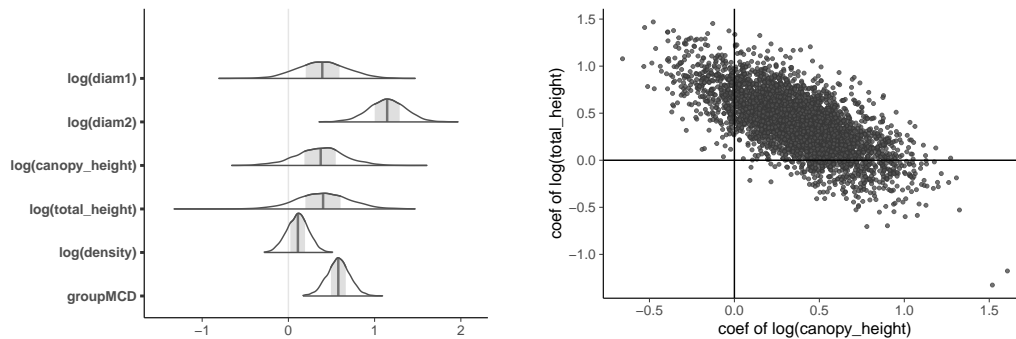 log(diam1)
log(diam2)
log(canopy_height)
log(total_height)
log(density)
groupMCD
−1 0 1 2
coef of log(total_height)
1.5
1.0
0.5
0.0
−0.5
−1.0
−0.5 0.0 0.5 1.0 1.5
coef of log(canopy_height)